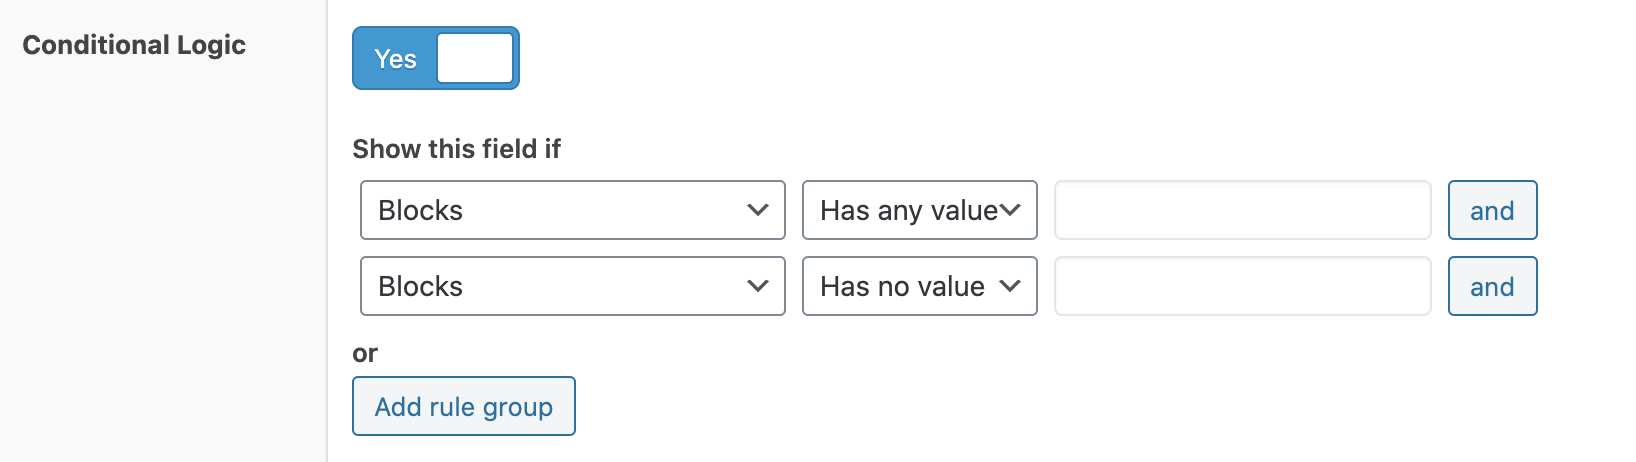 Conditional Logic
Yes
Show this field if
Blocks Has any value and
Blocks Has no value and
or
Add rule group